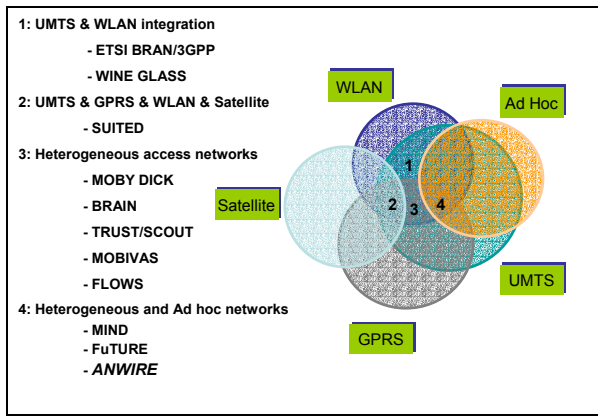 1: UMTS & WLAN integration
- ETSI BRAN/3GPP
- WINE GLASS
2: UMTS & GPRS & WLAN & Satellite
- SUITED
3: Heterogeneous access networks
- MOBY DICK
- BRAIN
- TRUST/SCOUT
- MOBIVAS
- FLOWS
4: Heterogeneous and Ad hoc networks
- MIND
- FuTURE
- ANWIRE
WLAN
Ad Hoc
1
Satellite
2
3
4
UMTS
GPRS